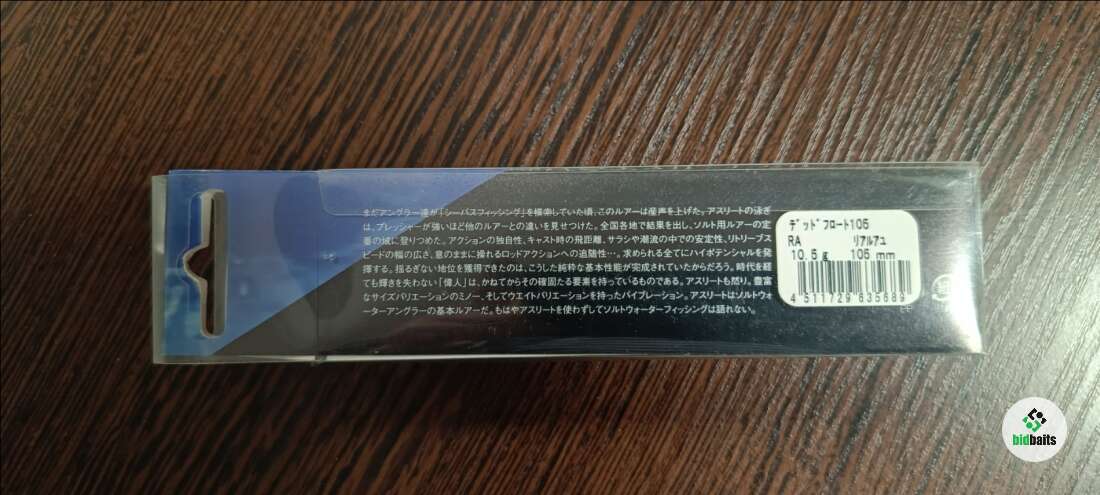 まだアングラー達が「シーバスフィッシング」を模索していた頃、このルアーは産声を上げた。アスリートの泳ぎ
は、プレッシャーが強いほど他のルアーとの違いを見せつけた。全国各地で結果を出し、ソルト用ルアーの定
番の域に登りつめた。アクションの独自性、キャスト時の飛距離、サラシや潮流の中での安定性、リトリーブス
ピードの幅の広さ、意のままに操れるロッドアクションへの追随性…。求められる全てにハイポテンシャルを発
揮する。揺るぎない地位を獲得できたのは、こうした純粋な基本性能が完成されていたからだろう。時代を経
ても輝きを失わない「偉人」は、かねてからその確固たる要素を持っているものである。アスリートも然り。豊富
なサイズバリエーションのミノー、そしてウエイトバリエーションを持ったバイブレーション。アスリートはソルトウォ
ーターアングラーの基本ルアーだ。もはやアスリートを使わずしてソルトウォーターフィッシングは語れない。
デッドフロート105
RA リアルアユ
10.5g 105 mm
4 511729 635689
bidbaits